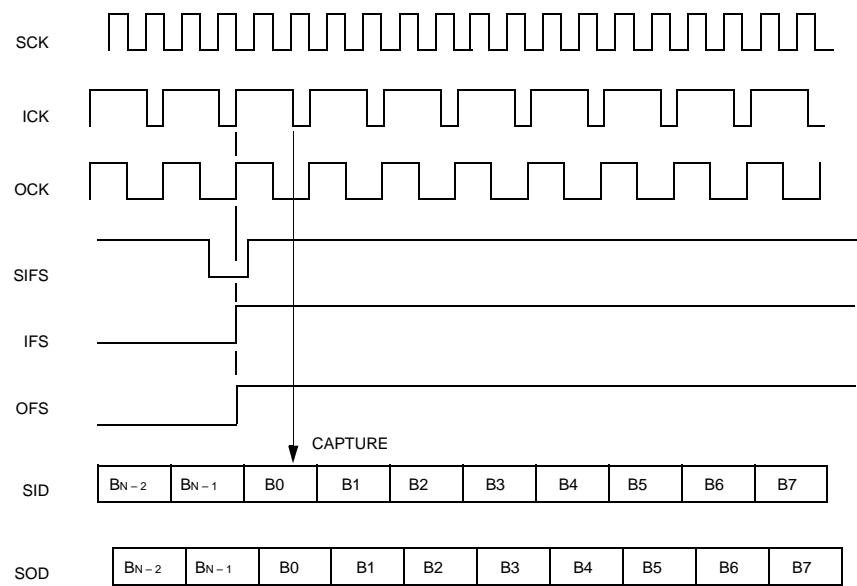 SCK
ICK
OCK
SIFS
IFS
OFS
CAPTURE
SID BN – 2 BN – 1 B0 B1 B2 B3 B4 B5 B6 B7
SOD BN – 2 BN – 1 B0 B1 B2 B3 B4 B5 B6 B7